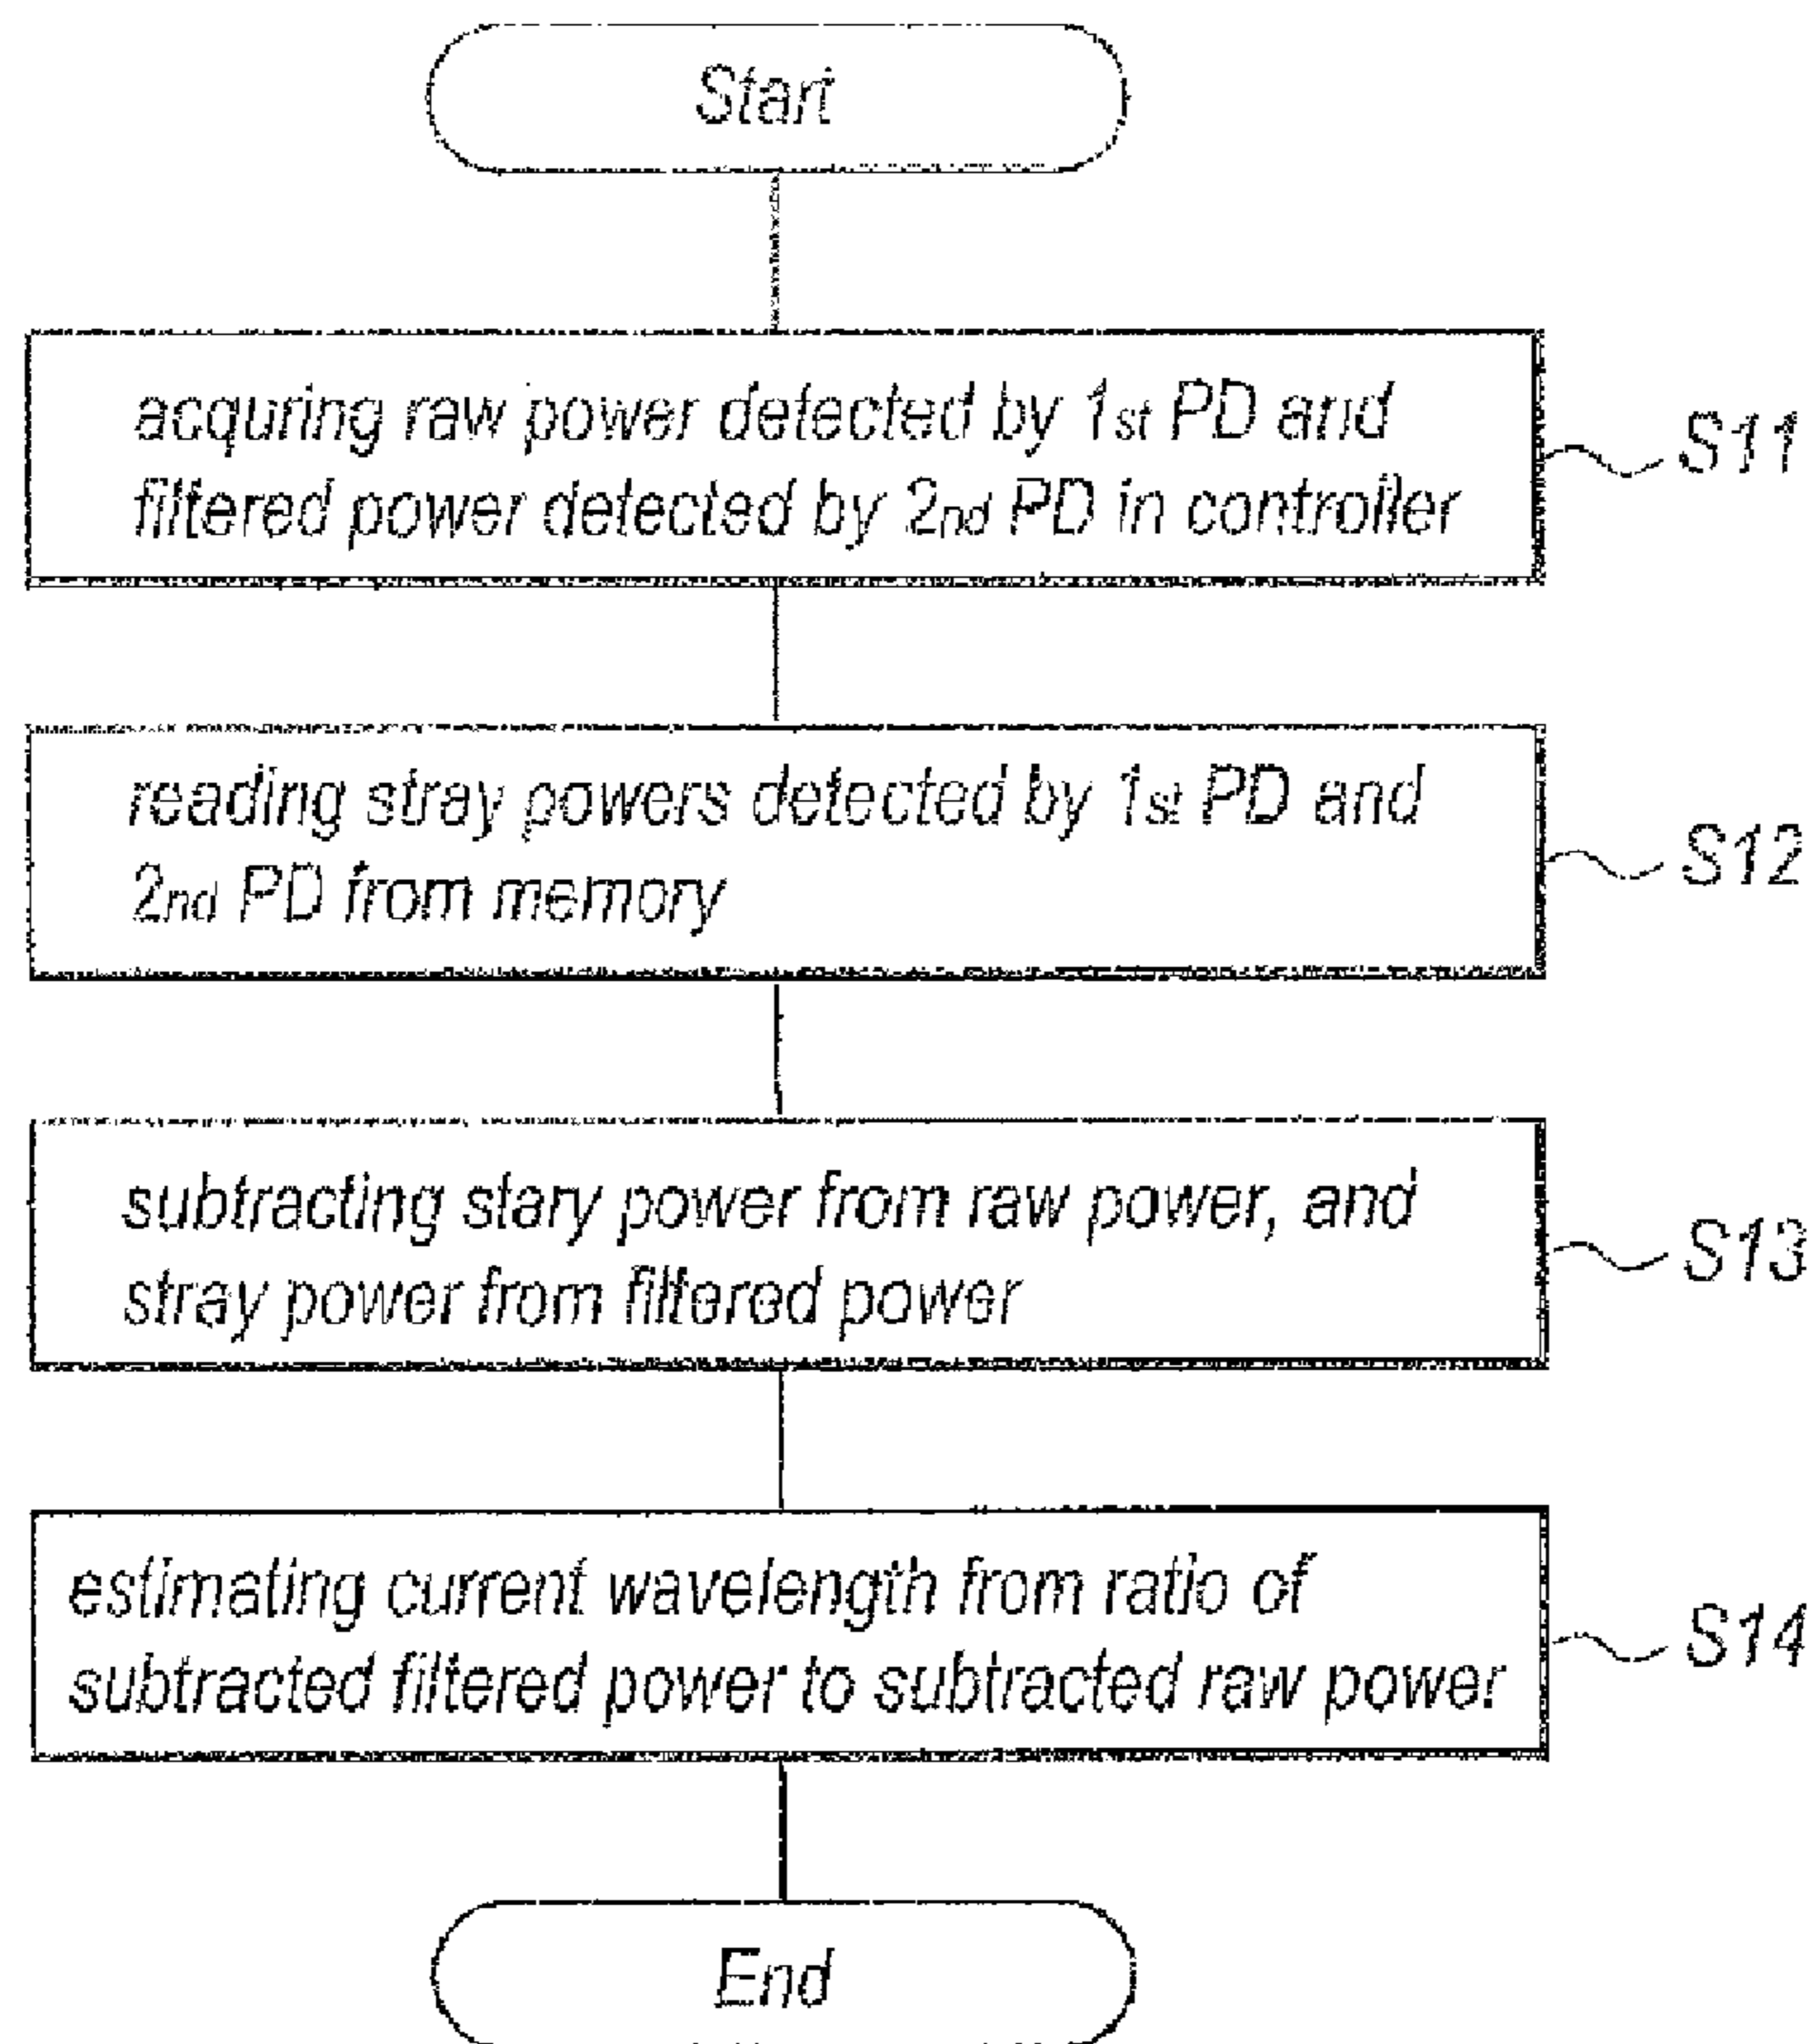 Start
acquring raw power detected by 1st PD and
filtered power detected by 2nd PD in controller
S11
reading stray powers detected by 1st PD and
2nd PD from memory
S12
subtracting stary power from raw power, and
stray power from filtered power
S13
estimating current wavelength from ratio of
subtracted filtered power to subtracted raw power
S14
End